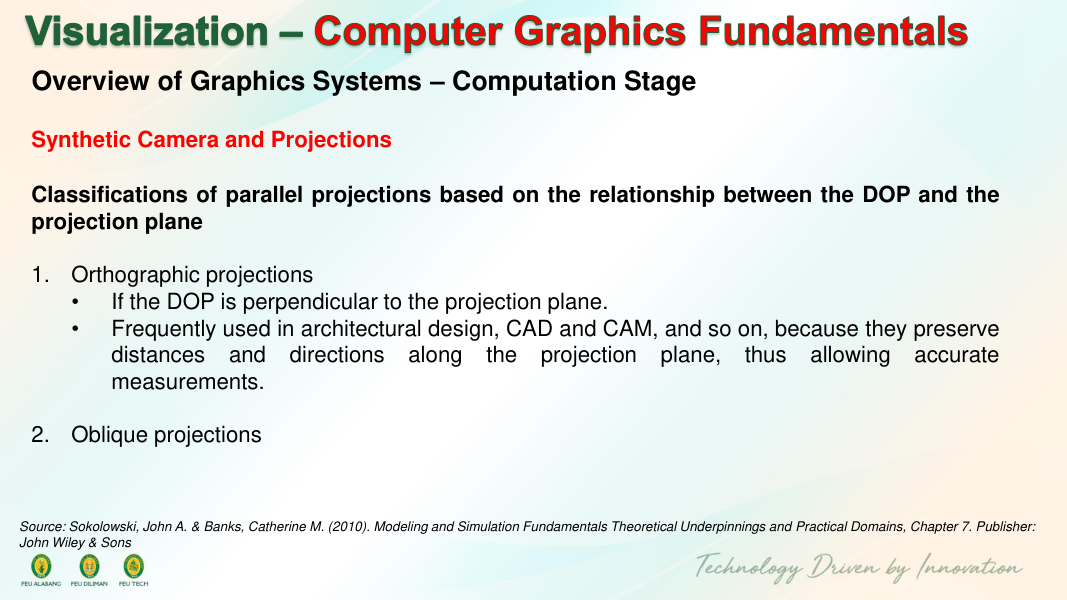 Visualization – Computer Graphics Fundamentals
Overview of Graphics Systems – Computation Stage
Synthetic Camera and Projections
Classifications of parallel projections based on the relationship between the DOP and the
projection plane
1. Orthographic projections
• If the DOP is perpendicular to the projection plane.
• Frequently used in architectural design, CAD and CAM, and so on, because they preserve
distances and directions along the projection plane, thus allowing accurate
measurements.
2. Oblique projections
Source: Sokolowski, John A. & Banks, Catherine M. (2010). Modeling and Simulation Fundamentals Theoretical Underpinnings and Practical Domains, Chapter 7. Publisher:
John Wiley & Sons
FEU ALABANG FEU DILIMAN FEU TECH
Technology Driven by Innovation